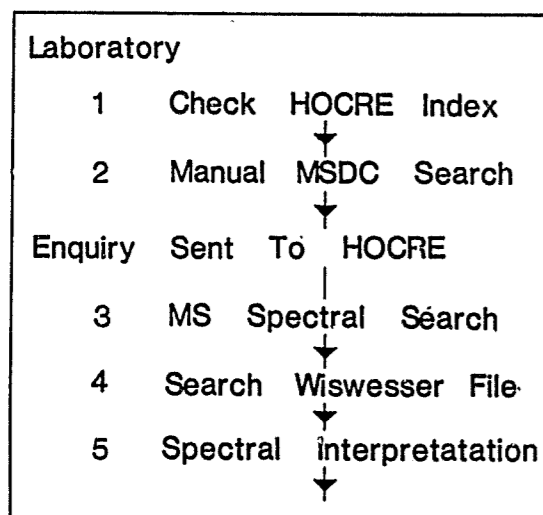 Laboratory
1 Check HOCRE Index
2 Manual MSDC Search
Enquiry Sent To HOCRE
3 MS Spectral Search
4 Search Wiswesser File
5 Spectral Interpretatation